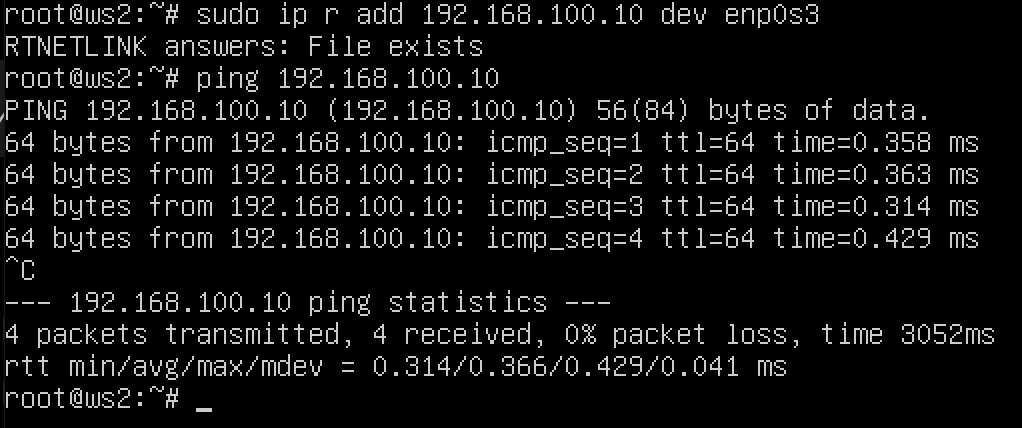 root@ws2:~# sudo ip r add 192.168.100.10 dev enp0s3
RTNETLINK answers: File exists
root@ws2:~# ping 192.168.100.10
PING 192.168.100.10 (192.168.100.10) 56(84) bytes of data.
64 bytes from 192.168.100.10: icmp_seq=1 ttl=64 time=0.358 ms
64 bytes from 192.168.100.10: icmp_seq=2 ttl=64 time=0.363 ms
64 bytes from 192.168.100.10: icmp_seq=3 ttl=64 time=0.314 ms
64 bytes from 192.168.100.10: icmp_seq=4 ttl=64 time=0.429 ms
^C
--- 192.168.100.10 ping statistics ---
4 packets transmitted, 4 received, 0% packet loss, time 3052ms
rtt min/avg/max/mdev = 0.314/0.366/0.429/0.041 ms
root@ws2:~# _